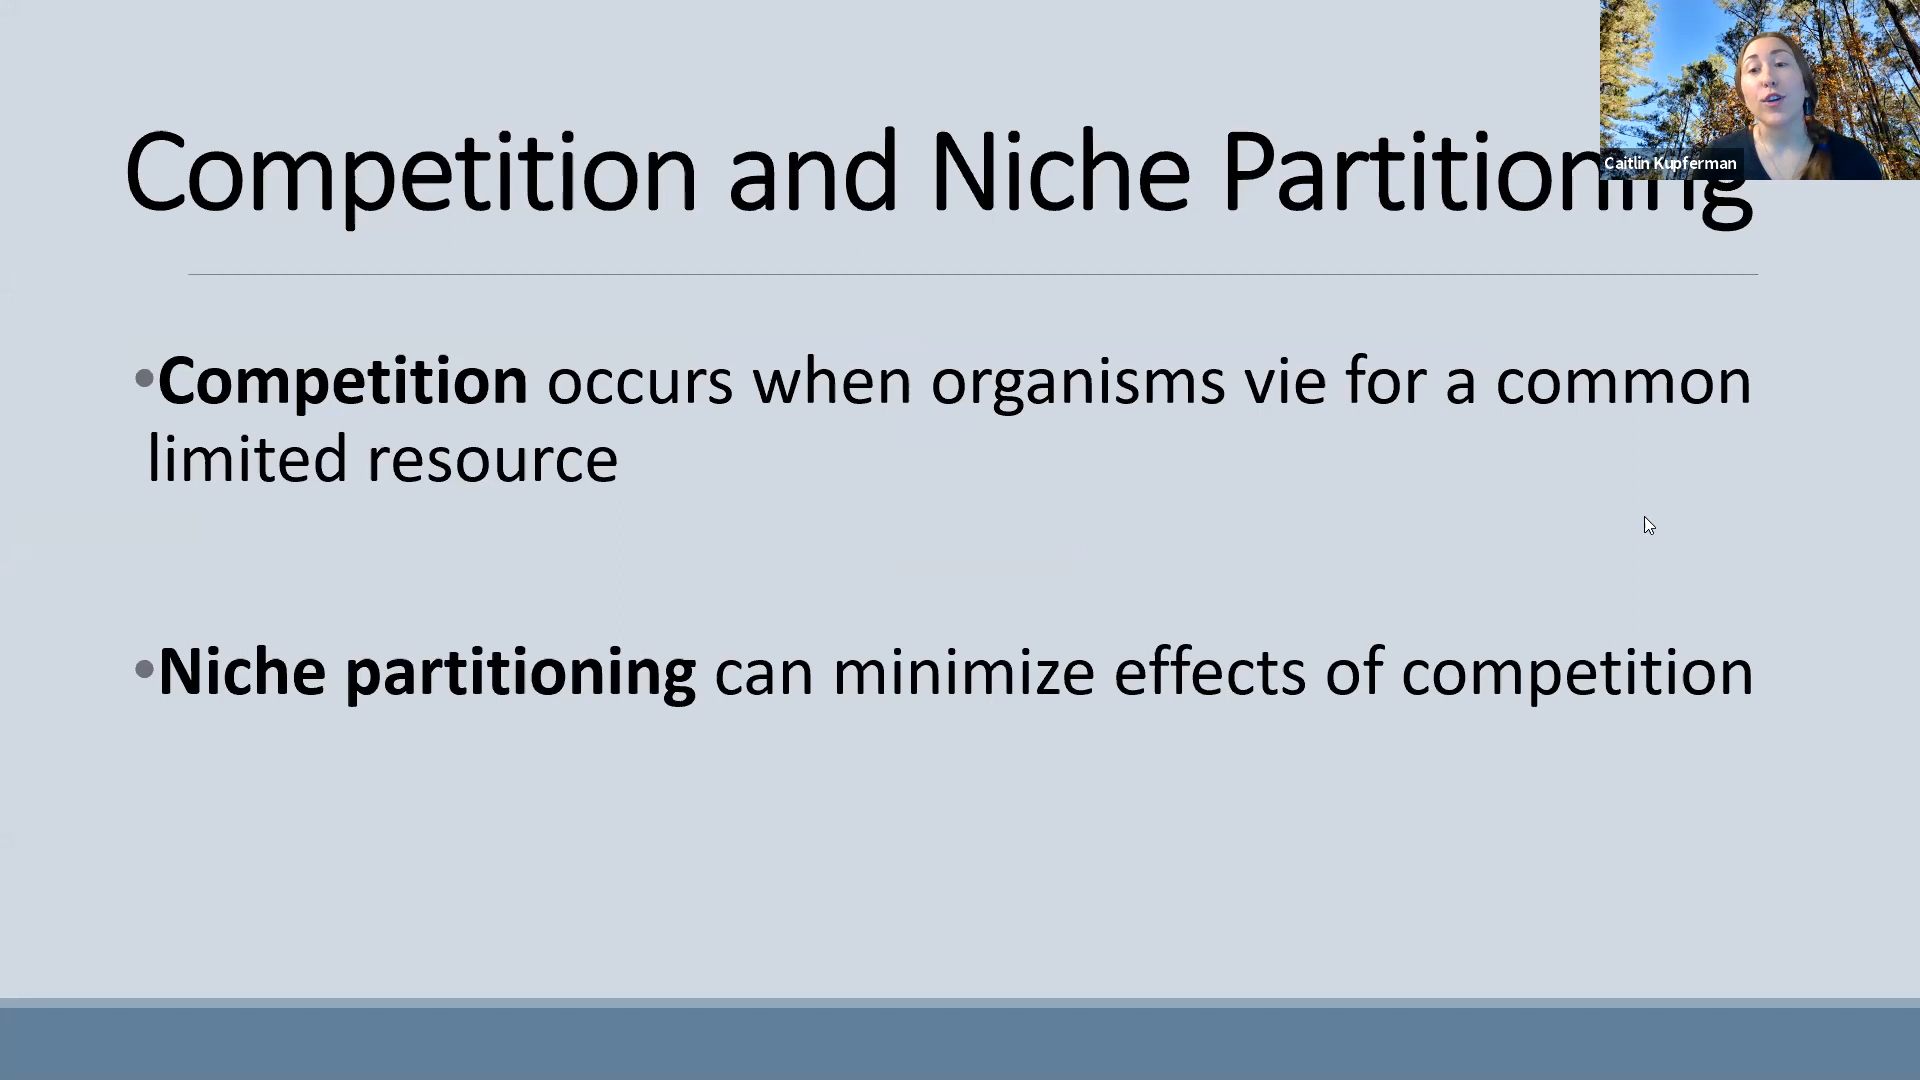 Competition and Niche Partitioning
Caitlin Kupferman
•Competition occurs when organisms vie for a common
limited resource
•Niche partitioning can minimize effects of competition